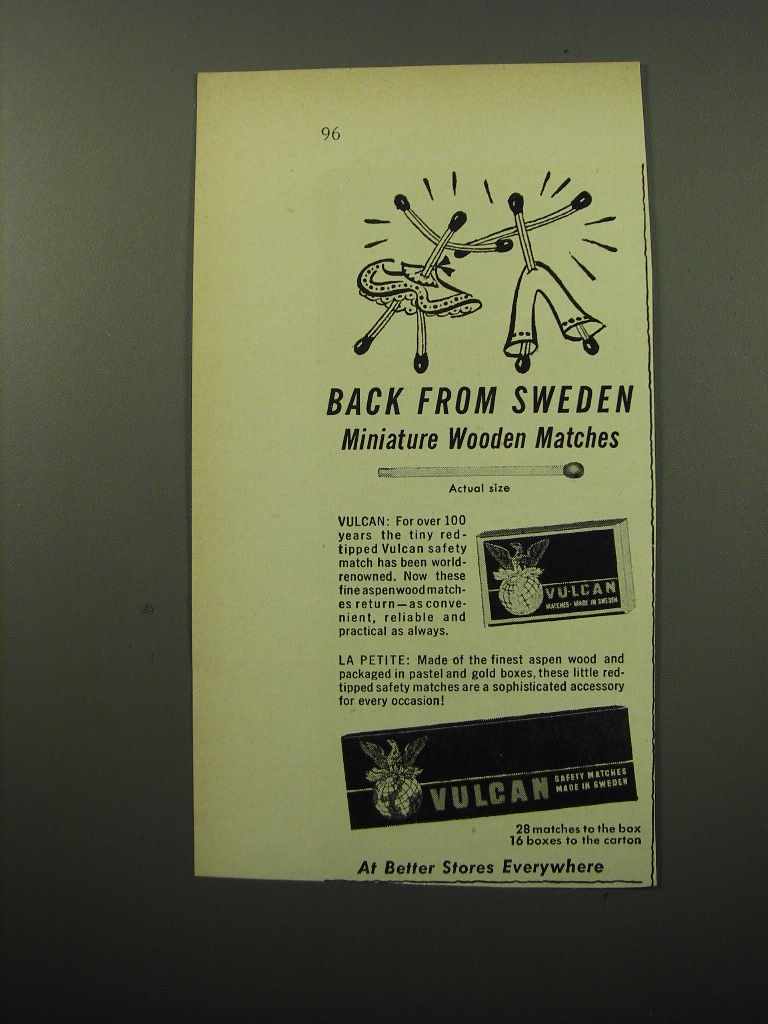 96
BACK FROM SWEDEN
Miniature Wooden Matches
Actual size
VULCAN: For over 100
years the tiny red-
tipped Vulcan safety
match has been world-
renowned. Now these
fine aspenwood match-
es return—as conve-
nient, reliable and
practical as always.
VULCAN
MATCHES - MADE IN SWEDEN
LA PETITE: Made of the finest aspen wood and
packaged in pastel and gold boxes, these little red-
tipped safety matches are a sophisticated accessory
for every occasion!
VULCAN
SAFETY MATCHES
MADE IN SWEDEN
28 matches to the box
16 boxes to the carton
At Better Stores Everywhere